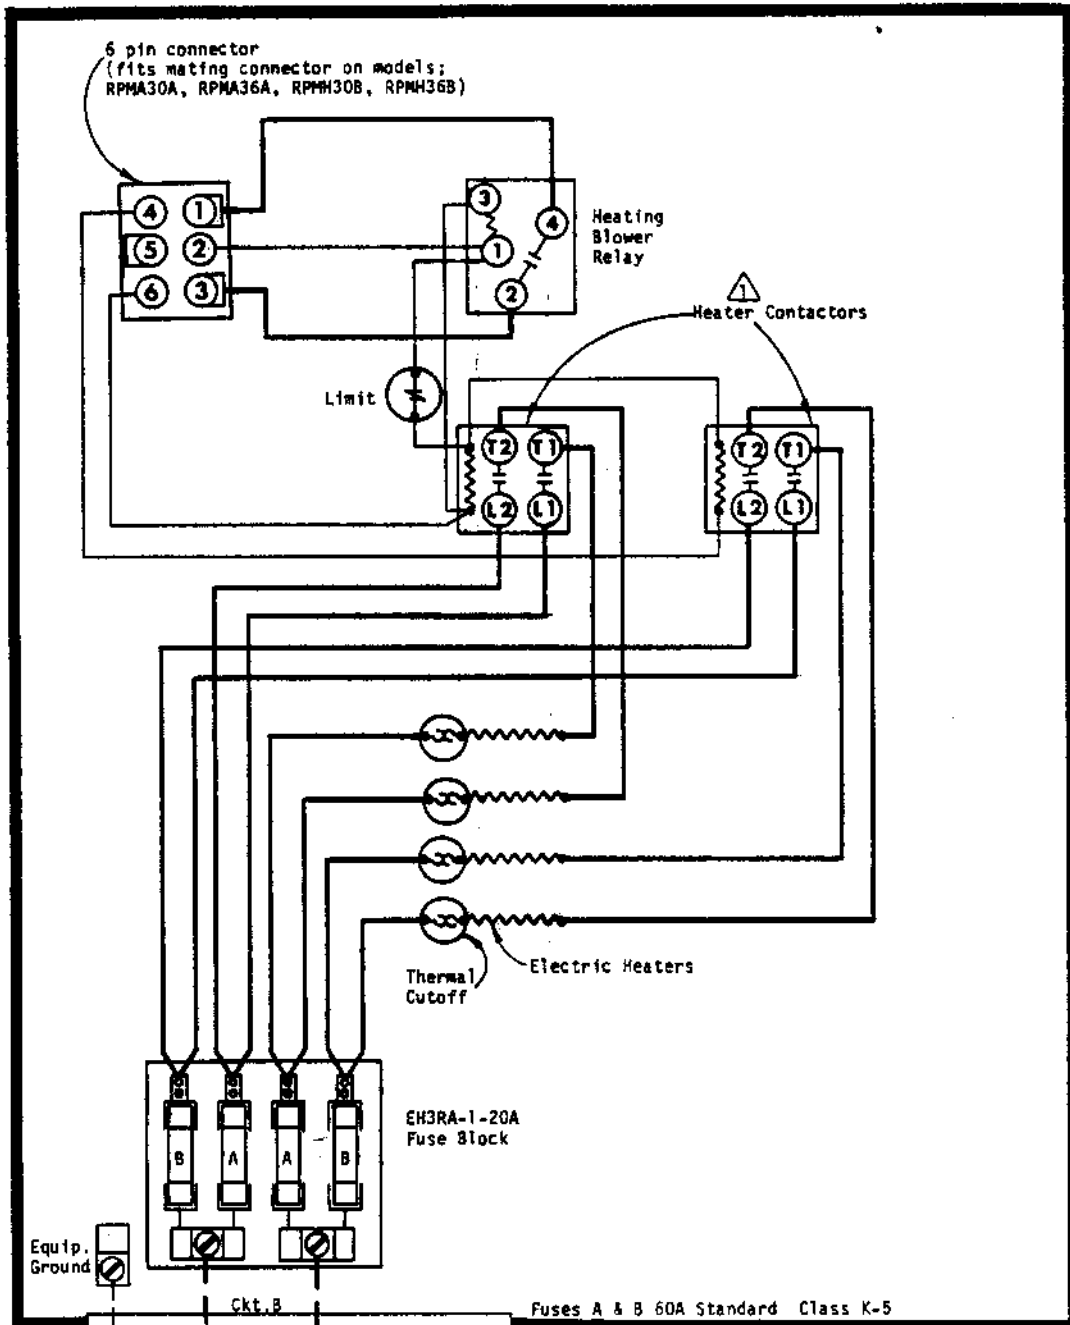 6 pin connector
(fits mating connector on models;
RPMA30A, RPMA36A, RPMH30B, RPMH36B)
4 1
5 2
6 3
3
4
1
2
Heating
Blower
Relay
1
Heater Contactors
Limit
T2 T1
L2 L1
T2 T1
L2 L1
Electric Heaters
Thermal
Cutoff
EH3RA-1-20A
Fuse Block
B A A B
Equip.
Ground
Ckt.B
Fuses A & B 60A Standard Class K-5